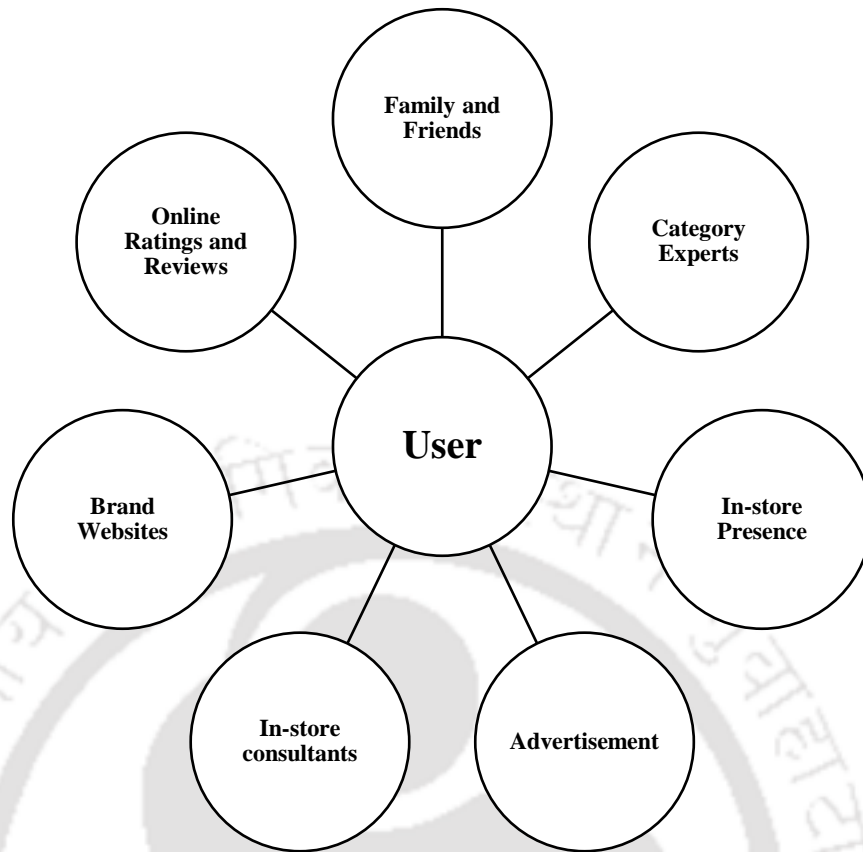 Family and
Friends
Online
Ratings and
Reviews
Category
Experts
User
Brand
Websites
In-store
Presence
In-store
consultants
Advertisement